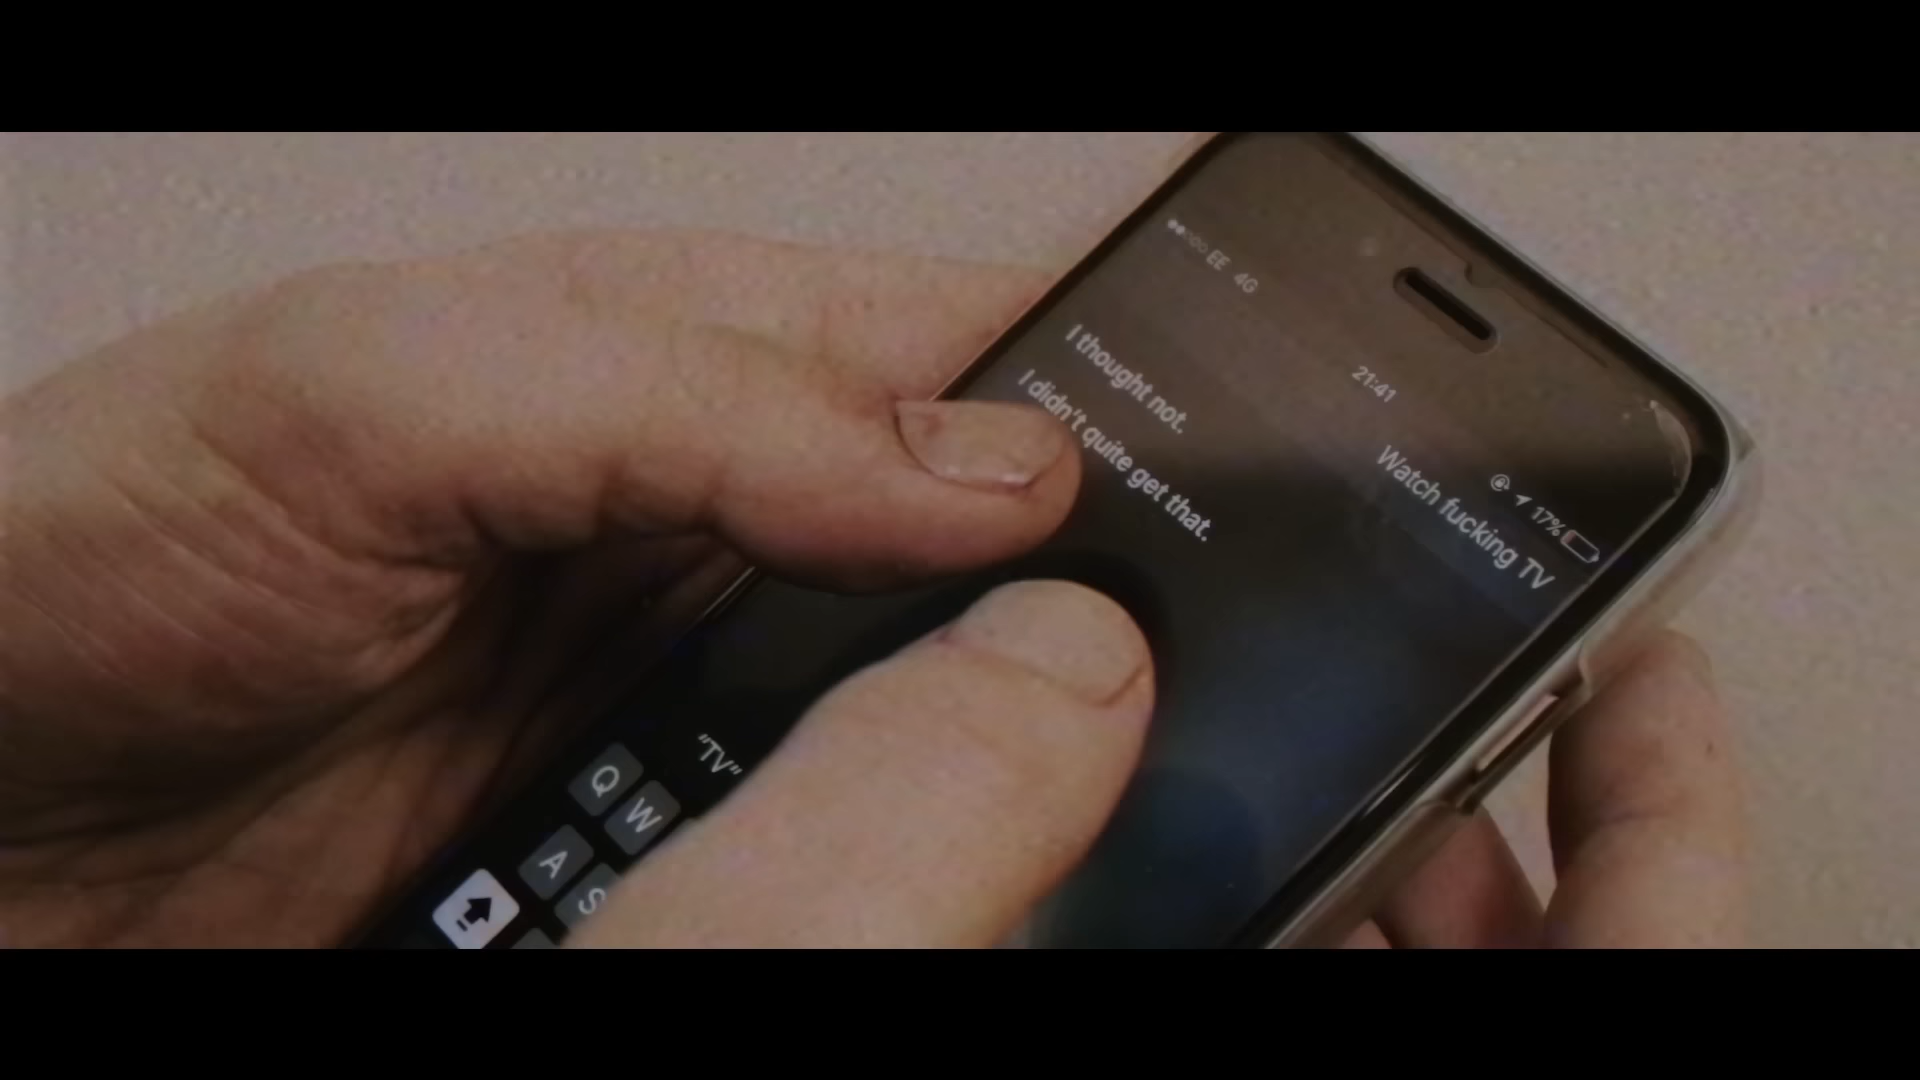 EE 4G
21:41
17%
Watch fucking TV
I thought not.
I didn't quite get that.
"TV"
Q W
A S